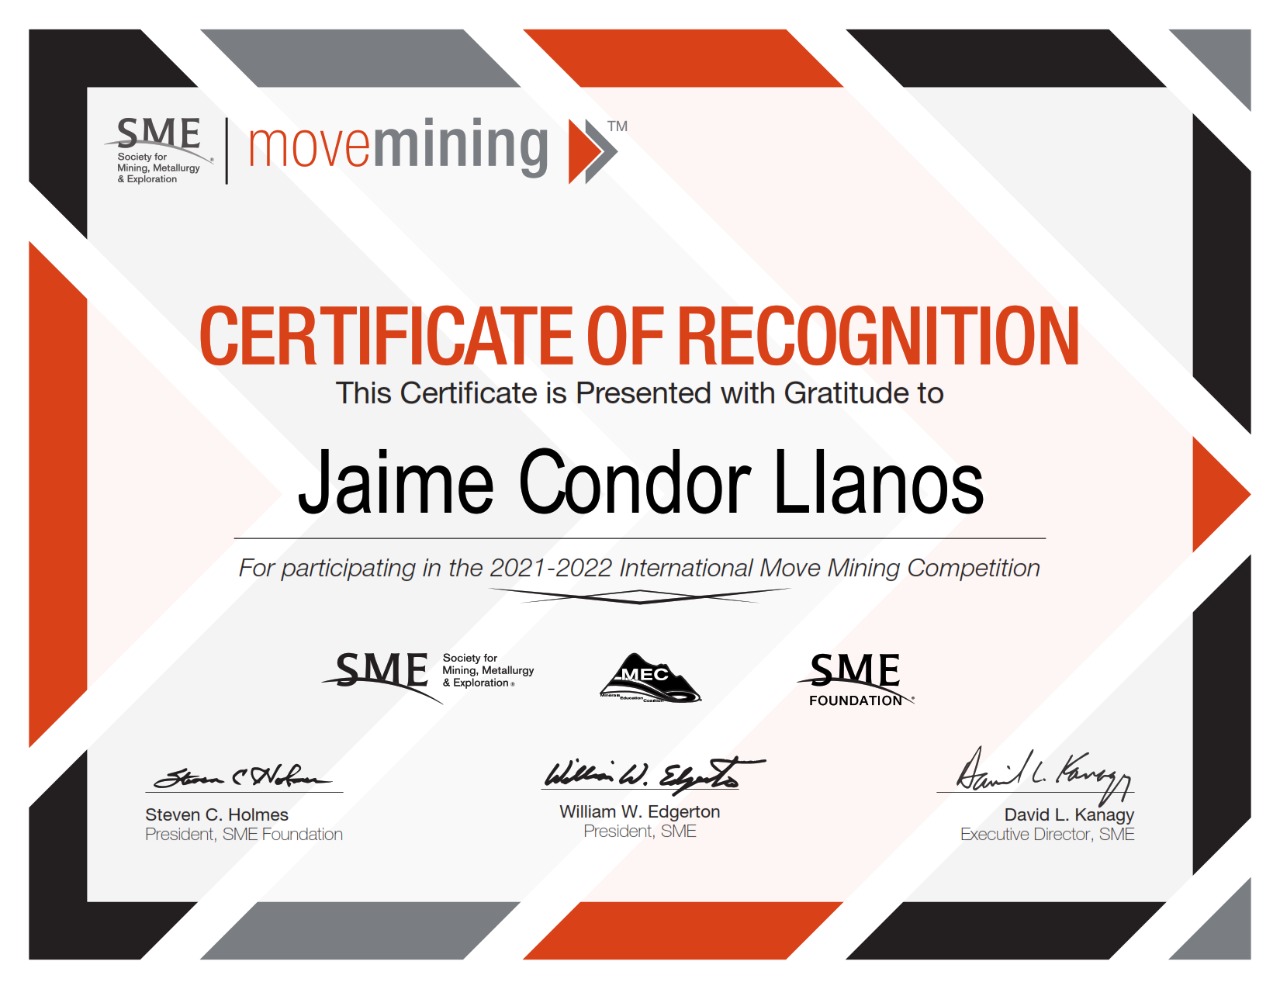 SME
Society for
Mining, Metallurgy
& Exploration
movemining ™
CERTIFICATE OF RECOGNITION
This Certificate is Presented with Gratitude to
Jaime Condor Llanos
For participating in the 2021-2022 International Move Mining Competition
SME
Society for
Mining, Metallurgy
& Exploration®
MEC
Minerals
Education
Coalition
SME
FOUNDATION
Steven C Holmes
Steven C. Holmes
President, SME Foundation
William W. Edgerton
William W. Edgerton
President, SME
David L. Kanagy
David L. Kanagy
Executive Director, SME